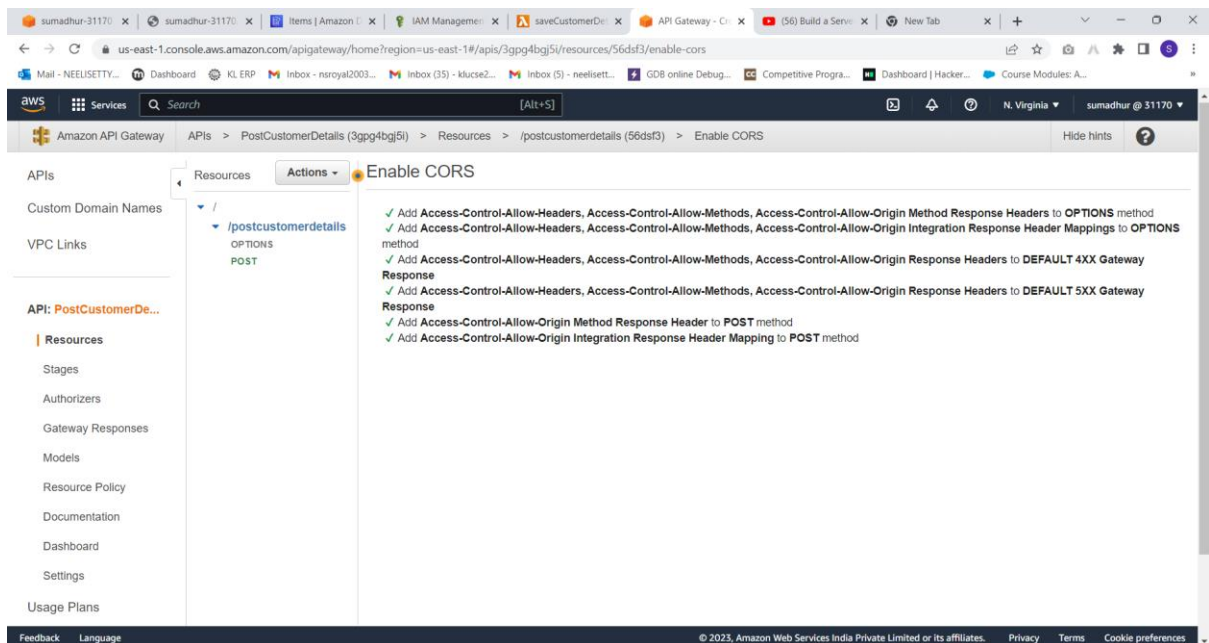 sumadhur-31170
sumadhur-31170
Items | Amazon D
IAM Managemen
saveCustomerDet
API Gateway - Cr
(56) Build a Serve
New Tab
us-east-1.console.aws.amazon.com/apigateway/home?region=us-east-1#/apis/3gpg4bgj5i/resources/56dsf3/enable-cors
S
Mail - NEELISETTY...
Dashboard
KL ERP
Inbox - nsroyal2003...
Inbox (35) - klucse2...
Inbox (5) - neelisett...
GDB online Debug...
Competitive Progra...
Dashboard | Hacker...
Course Modules: A...
aws
Services
Search
[Alt+S]
N. Virginia
sumadhur @ 31170
Amazon API Gateway
APIs > PostCustomerDetails (3gpg4bgj5i) > Resources > /postcustomerdetails (56dsf3) > Enable CORS
Hide hints
APIs
Custom Domain Names
VPC Links
API: PostCustomerDe...
Resources
Stages
Authorizers
Gateway Responses
Models
Resource Policy
Documentation
Dashboard
Settings
Usage Plans
Resources
Actions
/
/postcustomerdetails
OPTIONS
POST
Enable CORS
✓ Add Access-Control-Allow-Headers, Access-Control-Allow-Methods, Access-Control-Allow-Origin Method Response Headers to OPTIONS method
✓ Add Access-Control-Allow-Headers, Access-Control-Allow-Methods, Access-Control-Allow-Origin Integration Response Header Mappings to OPTIONS
method
✓ Add Access-Control-Allow-Headers, Access-Control-Allow-Methods, Access-Control-Allow-Origin Response Headers to DEFAULT 4XX Gateway
Response
✓ Add Access-Control-Allow-Headers, Access-Control-Allow-Methods, Access-Control-Allow-Origin Response Headers to DEFAULT 5XX Gateway
Response
✓ Add Access-Control-Allow-Origin Method Response Header to POST method
✓ Add Access-Control-Allow-Origin Integration Response Header Mapping to POST method
Feedback
Language
© 2023, Amazon Web Services India Private Limited or its affiliates.
Privacy
Terms
Cookie preferences